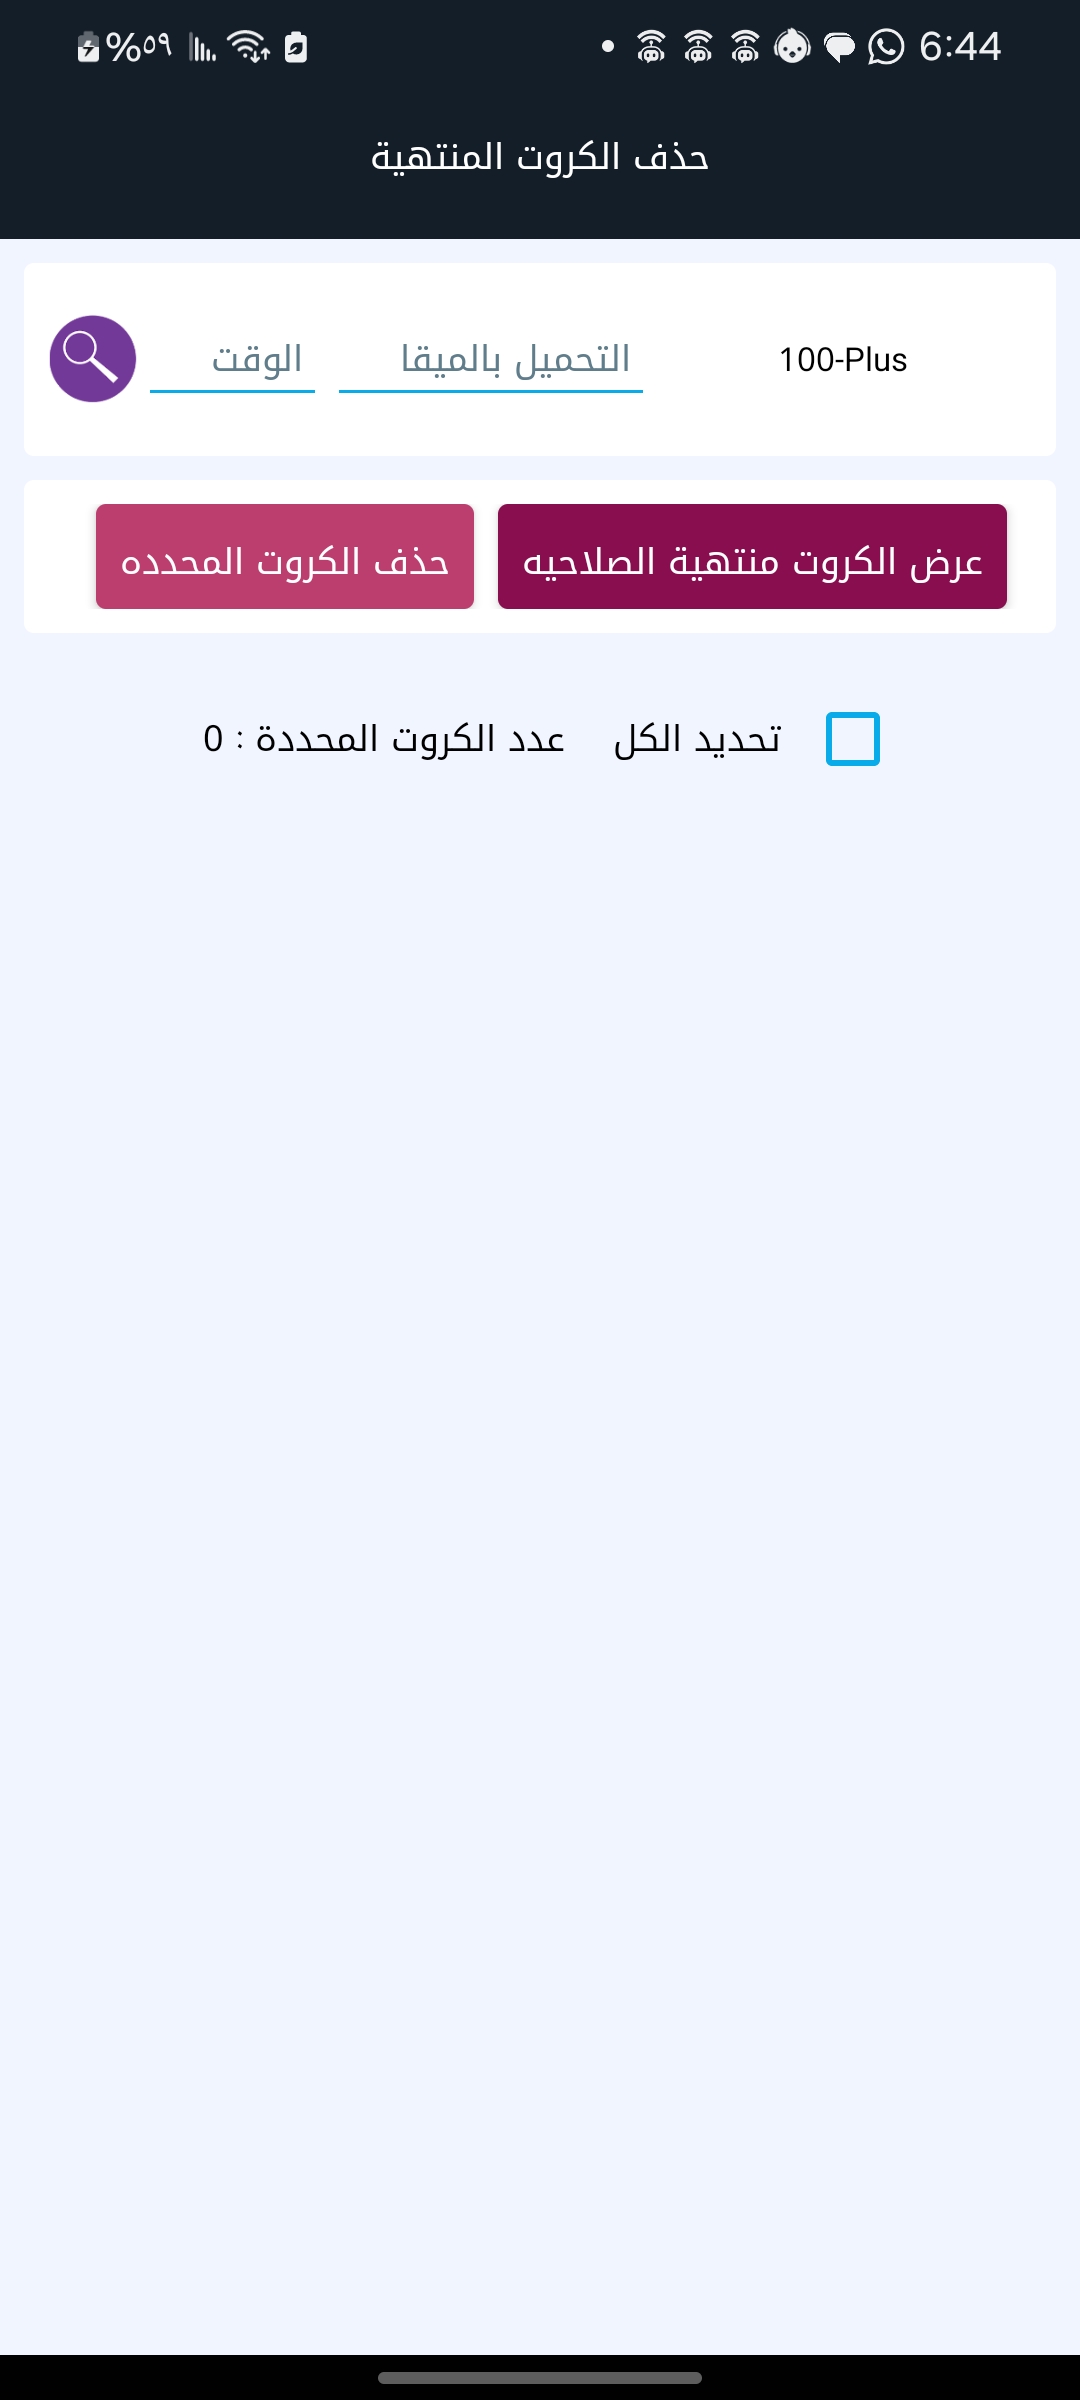 6:44 %٥٩
حذف الكروت المنتهية
100-Plus التحميل بالميقا الوقت
عرض الكروت منتهية الصلاحيه حذف الكروت المحدده
تحديد الكل عدد الكروت المحددة : 0